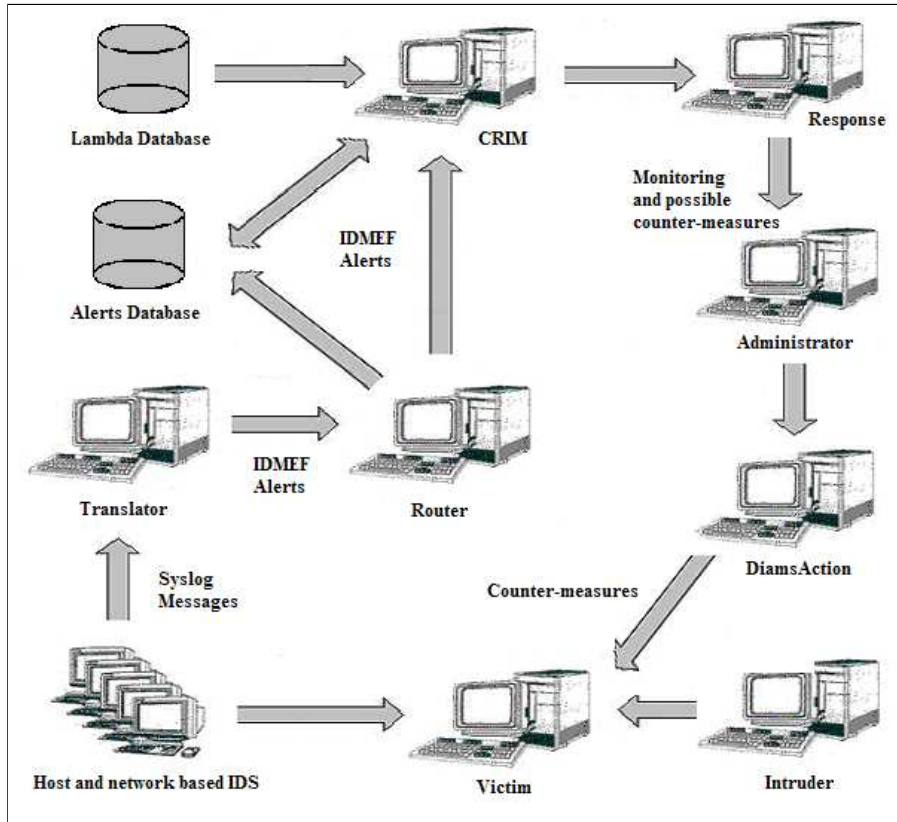 Lambda Database
CRIM
Response
Monitoring
and possible
counter-measures
IDMEF
Alerts
Alerts Database
Administrator
IDMEF
Alerts
Translator
Router
DiamsAction
Syslog
Messages
Counter-measures
Host and network based IDS
Victim
Intruder